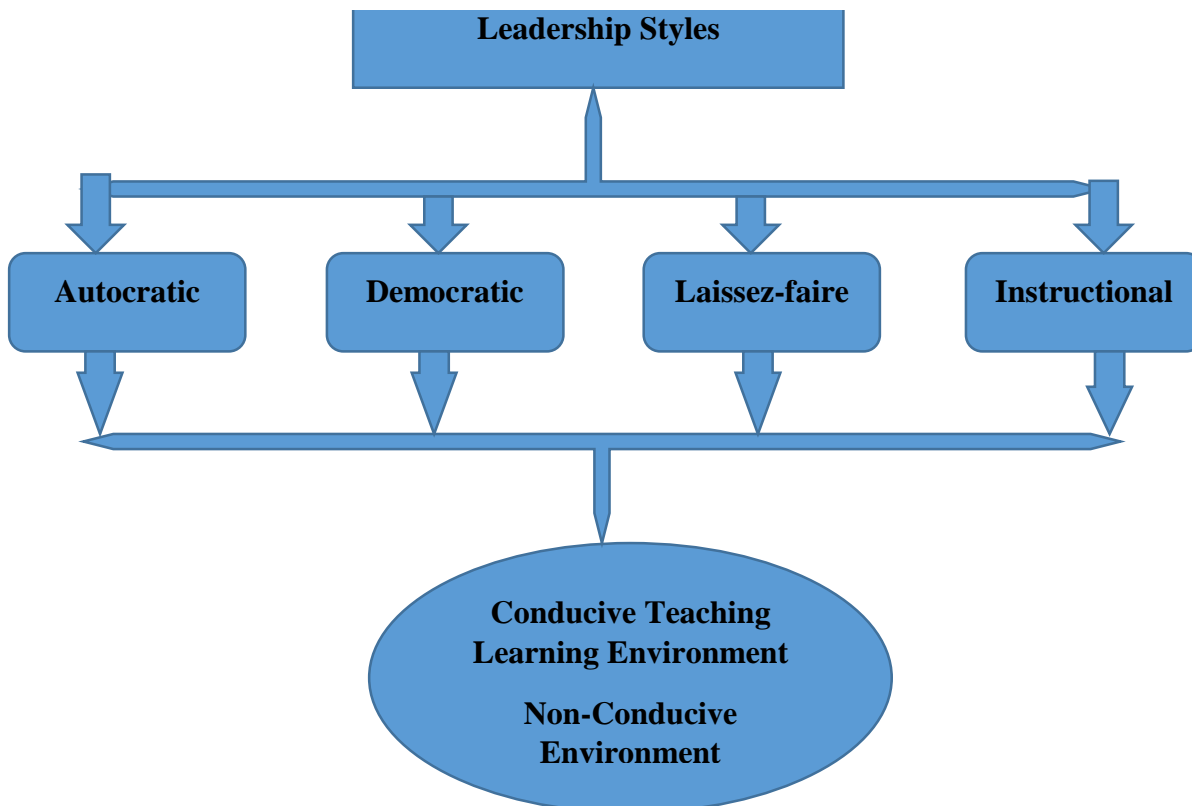 Leadership Styles
Autocratic
Democratic
Laissez-faire
Instructional
Conducive Teaching
Learning Environment
Non-Conducive
Environment